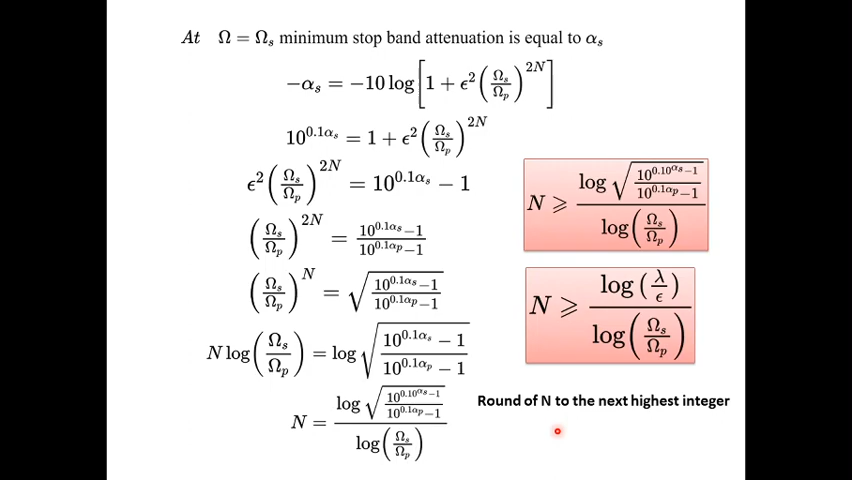 At Ω = Ωₛ minimum stop band attenuation is equal to αₛ
−αₛ = −10 log[1 + ϵ²(Ωₛ/Ωₚ)^{2N}]
10^{0.1αₛ} = 1 + ϵ²(Ωₛ/Ωₚ)^{2N}
ϵ²(Ωₛ/Ωₚ)^{2N} = 10^{0.1αₛ} − 1
(Ωₛ/Ωₚ)^{2N} = (10^{0.1αₛ}−1)/(10^{0.1αₚ}−1)
(Ωₛ/Ωₚ)^{N} = √((10^{0.1αₛ}−1)/(10^{0.1αₚ}−1))
N log(Ωₛ/Ωₚ) = log √((10^{0.1αₛ} − 1)/(10^{0.1αₚ} − 1))
N = log √((10^{0.10^{αₛ−1}})/(10^{0.1αₚ}−1)) / log(Ωₛ/Ωₚ)
N ⩾ log √((10^{0.10^{αₛ−1}})/(10^{0.1αₚ}−1)) / log(Ωₛ/Ωₚ)
N ⩾ log(λ/ϵ) / log(Ωₛ/Ωₚ)
Round of N to the next highest integer